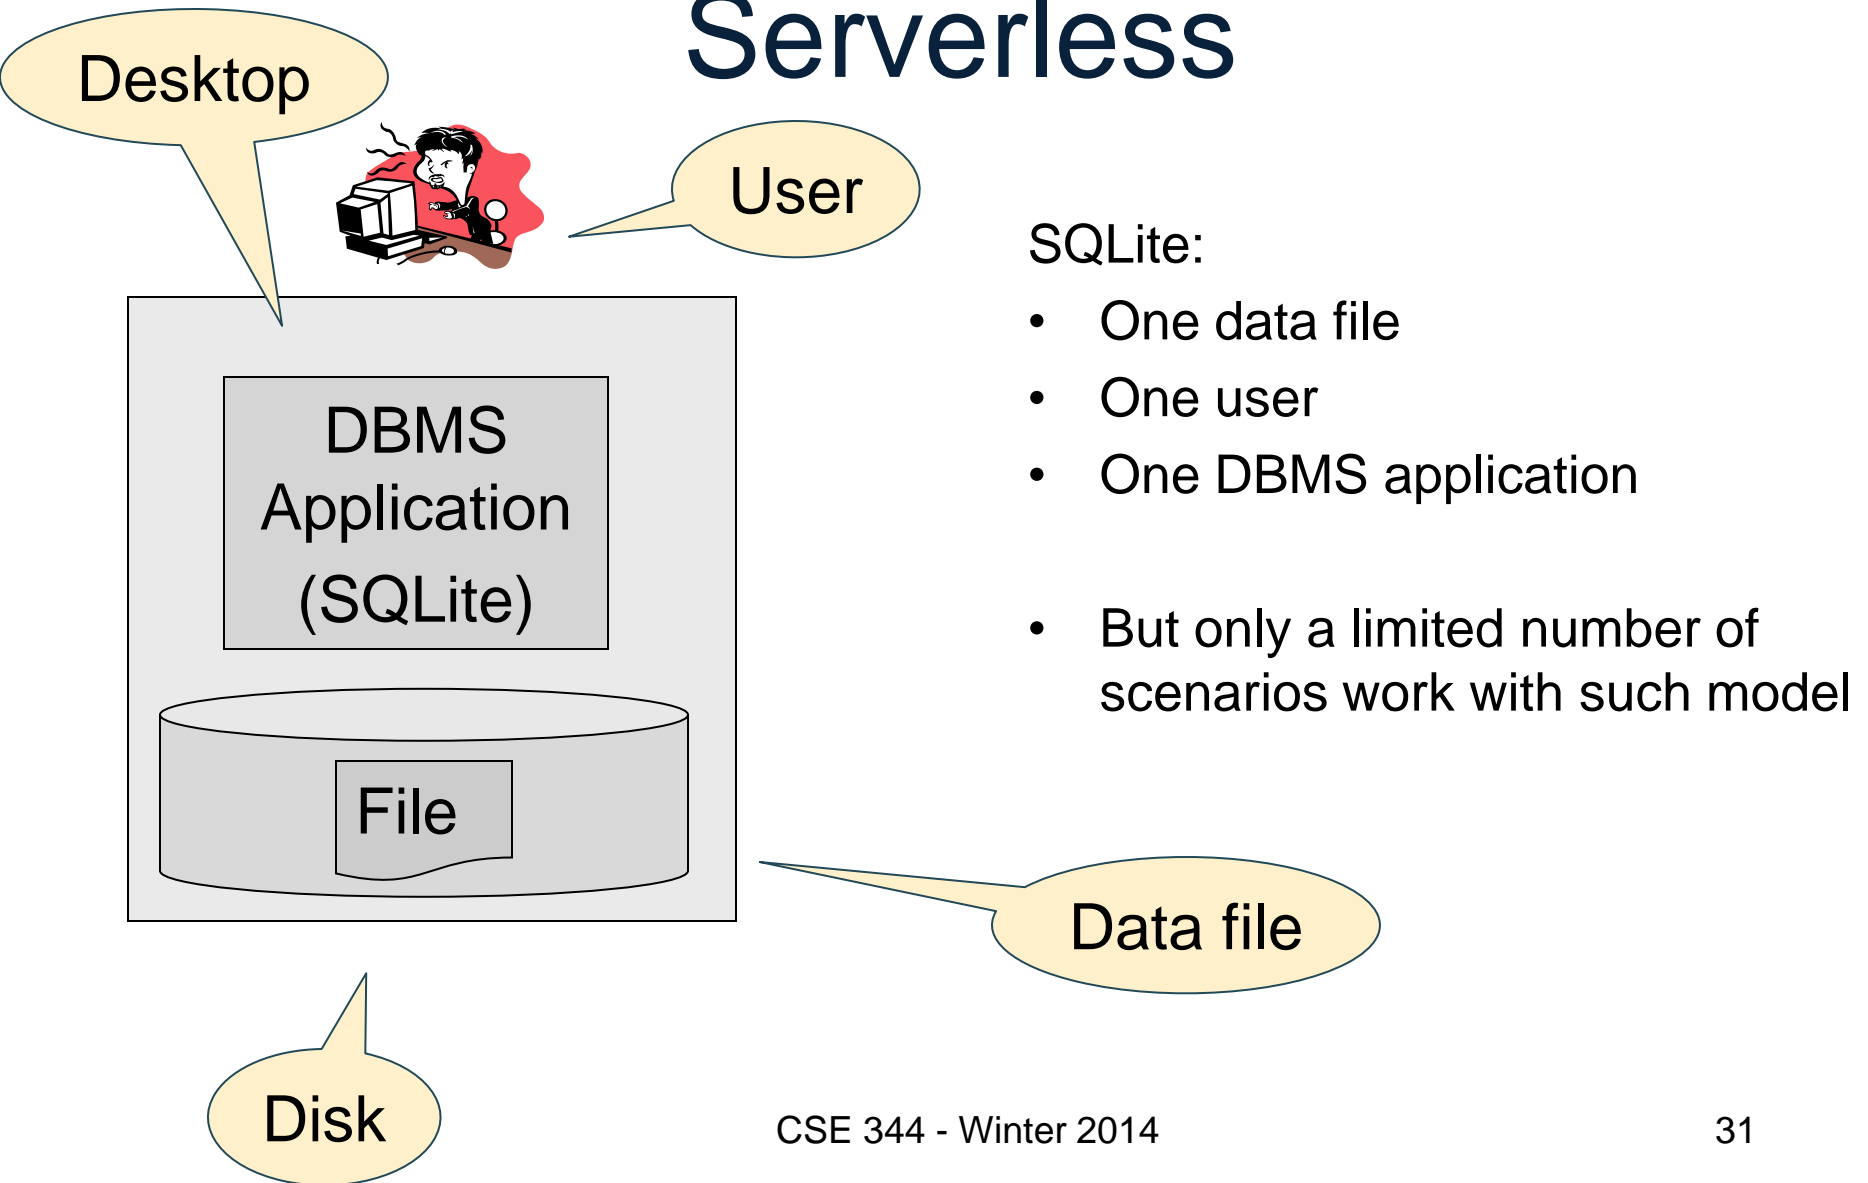 Serverless
Desktop
User
DBMS
Application
(SQLite)
File
Data file
Disk
SQLite:
• One data file
• One user
• One DBMS application
• But only a limited number of
scenarios work with such model
CSE 344 - Winter 2014
31